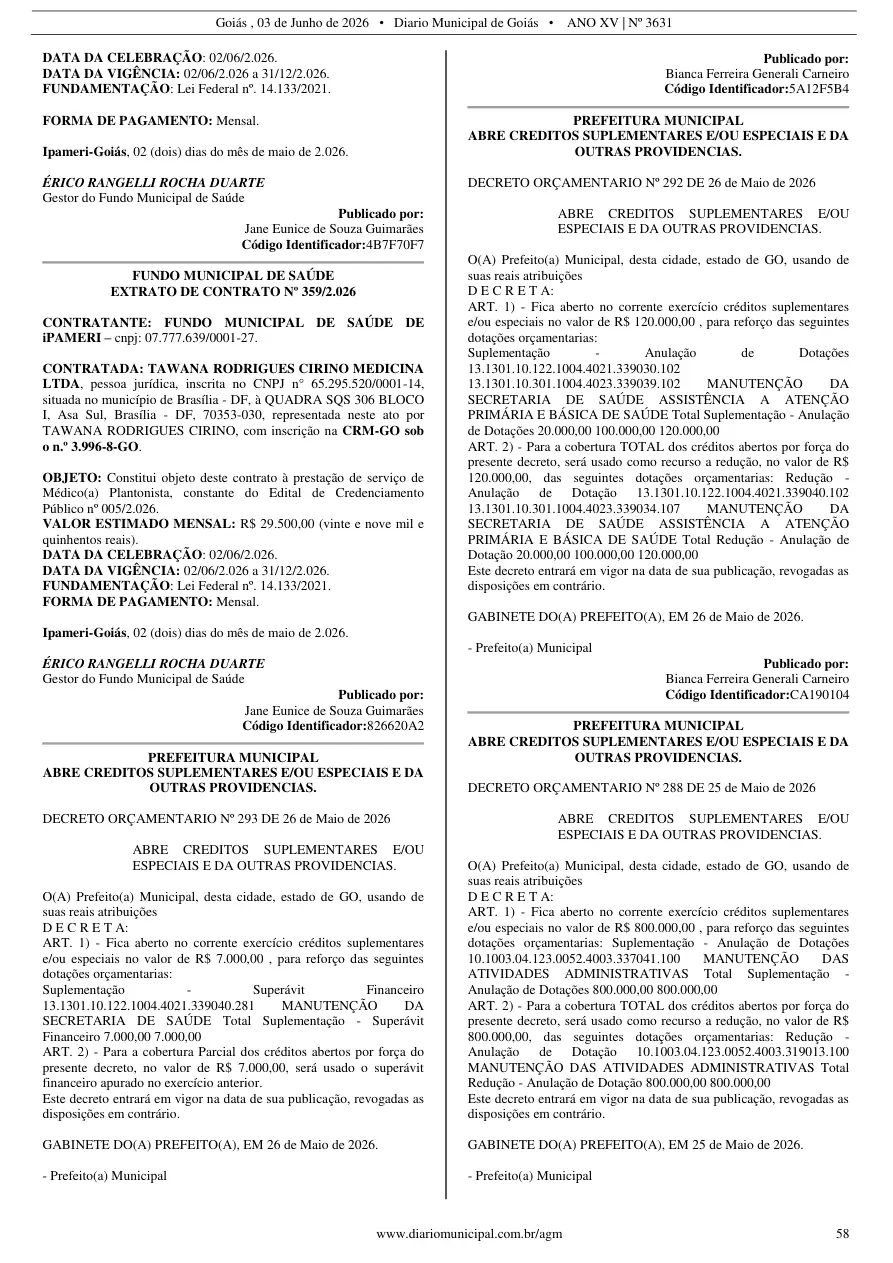 Goiás , 03 de Junho de 2026 • Diario Municipal de Goiás • ANO XV | Nº 3631
DATA DA CELEBRAÇÃO: 02/06/2.026.
DATA DA VIGÊNCIA: 02/06/2.026 a 31/12/2.026.
FUNDAMENTAÇÃO: Lei Federal nº. 14.133/2021.
FORMA DE PAGAMENTO: Mensal.
Ipameri-Goiás, 02 (dois) dias do mês de maio de 2.026.
ÉRICO RANGELLI ROCHA DUARTE
Gestor do Fundo Municipal de Saúde
Publicado por:
Jane Eunice de Souza Guimarães
Código Identificador:4B7F70F7
FUNDO MUNICIPAL DE SAÚDE
EXTRATO DE CONTRATO Nº 359/2.026
CONTRATANTE: FUNDO MUNICIPAL DE SAÚDE DE
iPAMERI – cnpj: 07.777.639/0001-27.
CONTRATADA: TAWANA RODRIGUES CIRINO MEDICINA
LTDA, pessoa jurídica, inscrita no CNPJ n° 65.295.520/0001-14,
situada no município de Brasília - DF, à QUADRA SQS 306 BLOCO
I, Asa Sul, Brasília - DF, 70353-030, representada neste ato por
TAWANA RODRIGUES CIRINO, com inscrição na CRM-GO sob
o n.º 3.996-8-GO.
OBJETO: Constitui objeto deste contrato à prestação de serviço de
Médico(a) Plantonista, constante do Edital de Credenciamento
Público nº 005/2.026.
VALOR ESTIMADO MENSAL: R$ 29.500,00 (vinte e nove mil e
quinhentos reais).
DATA DA CELEBRAÇÃO: 02/06/2.026.
DATA DA VIGÊNCIA: 02/06/2.026 a 31/12/2.026.
FUNDAMENTAÇÃO: Lei Federal nº. 14.133/2021.
FORMA DE PAGAMENTO: Mensal.
Ipameri-Goiás, 02 (dois) dias do mês de maio de 2.026.
ÉRICO RANGELLI ROCHA DUARTE
Gestor do Fundo Municipal de Saúde
Publicado por:
Jane Eunice de Souza Guimarães
Código Identificador:826620A2
PREFEITURA MUNICIPAL
ABRE CREDITOS SUPLEMENTARES E/OU ESPECIAIS E DA
OUTRAS PROVIDENCIAS.
DECRETO ORÇAMENTARIO Nº 293 DE 26 de Maio de 2026
ABRE CREDITOS SUPLEMENTARES E/OU
ESPECIAIS E DA OUTRAS PROVIDENCIAS.
O(A) Prefeito(a) Municipal, desta cidade, estado de GO, usando de
suas reais atribuições
D E C R E T A:
ART. 1) - Fica aberto no corrente exercício créditos suplementares
e/ou especiais no valor de R$ 7.000,00 , para reforço das seguintes
dotações orçamentarias:
Suplementação - Superávit Financeiro
13.1301.10.122.1004.4021.339040.281 MANUTENÇÃO DA
SECRETARIA DE SAÚDE Total Suplementação - Superávit
Financeiro 7.000,00 7.000,00
ART. 2) - Para a cobertura Parcial dos créditos abertos por força do
presente decreto, no valor de R$ 7.000,00, será usado o superávit
financeiro apurado no exercício anterior.
Este decreto entrará em vigor na data de sua publicação, revogadas as
disposições em contrário.
GABINETE DO(A) PREFEITO(A), EM 26 de Maio de 2026.
- Prefeito(a) Municipal
Publicado por:
Bianca Ferreira Generali Carneiro
Código Identificador:5A12F5B4
PREFEITURA MUNICIPAL
ABRE CREDITOS SUPLEMENTARES E/OU ESPECIAIS E DA
OUTRAS PROVIDENCIAS.
DECRETO ORÇAMENTARIO Nº 292 DE 26 de Maio de 2026
ABRE CREDITOS SUPLEMENTARES E/OU
ESPECIAIS E DA OUTRAS PROVIDENCIAS.
O(A) Prefeito(a) Municipal, desta cidade, estado de GO, usando de
suas reais atribuições
D E C R E T A:
ART. 1) - Fica aberto no corrente exercício créditos suplementares
e/ou especiais no valor de R$ 120.000,00 , para reforço das seguintes
dotações orçamentarias:
Suplementação - Anulação de Dotações
13.1301.10.122.1004.4021.339030.102
13.1301.10.301.1004.4023.339039.102 MANUTENÇÃO DA
SECRETARIA DE SAÚDE ASSISTÊNCIA A ATENÇÃO
PRIMÁRIA E BÁSICA DE SAÚDE Total Suplementação - Anulação
de Dotações 20.000,00 100.000,00 120.000,00
ART. 2) - Para a cobertura TOTAL dos créditos abertos por força do
presente decreto, será usado como recurso a redução, no valor de R$
120.000,00, das seguintes dotações orçamentarias: Redução -
Anulação de Dotação 13.1301.10.122.1004.4021.339040.102
13.1301.10.301.1004.4023.339034.107 MANUTENÇÃO DA
SECRETARIA DE SAÚDE ASSISTÊNCIA A ATENÇÃO
PRIMÁRIA E BÁSICA DE SAÚDE Total Redução - Anulação de
Dotação 20.000,00 100.000,00 120.000,00
Este decreto entrará em vigor na data de sua publicação, revogadas as
disposições em contrário.
GABINETE DO(A) PREFEITO(A), EM 26 de Maio de 2026.
- Prefeito(a) Municipal
Publicado por:
Bianca Ferreira Generali Carneiro
Código Identificador:CA190104
PREFEITURA MUNICIPAL
ABRE CREDITOS SUPLEMENTARES E/OU ESPECIAIS E DA
OUTRAS PROVIDENCIAS.
DECRETO ORÇAMENTARIO Nº 288 DE 25 de Maio de 2026
ABRE CREDITOS SUPLEMENTARES E/OU
ESPECIAIS E DA OUTRAS PROVIDENCIAS.
O(A) Prefeito(a) Municipal, desta cidade, estado de GO, usando de
suas reais atribuições
D E C R E T A:
ART. 1) - Fica aberto no corrente exercício créditos suplementares
e/ou especiais no valor de R$ 800.000,00 , para reforço das seguintes
dotações orçamentarias: Suplementação - Anulação de Dotações
10.1003.04.123.0052.4003.337041.100 MANUTENÇÃO DAS
ATIVIDADES ADMINISTRATIVAS Total Suplementação -
Anulação de Dotações 800.000,00 800.000,00
ART. 2) - Para a cobertura TOTAL dos créditos abertos por força do
presente decreto, será usado como recurso a redução, no valor de R$
800.000,00, das seguintes dotações orçamentarias: Redução -
Anulação de Dotação 10.1003.04.123.0052.4003.319013.100
MANUTENÇÃO DAS ATIVIDADES ADMINISTRATIVAS Total
Redução - Anulação de Dotação 800.000,00 800.000,00
Este decreto entrará em vigor na data de sua publicação, revogadas as
disposições em contrário.
GABINETE DO(A) PREFEITO(A), EM 25 de Maio de 2026.
- Prefeito(a) Municipal
www.diariomunicipal.com.br/agm 58